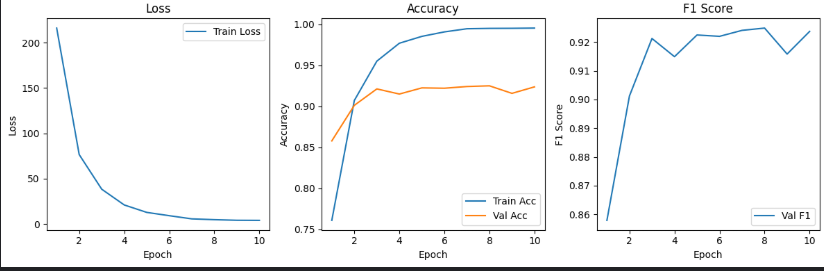 Loss
Train Loss
200
150
100
50
0
2 4 6 8 10
Loss
Epoch
Accuracy
1.00
0.95
0.90
0.85
0.80
0.75
Train Acc
Val Acc
2 4 6 8 10
Accuracy
Epoch
F1 Score
0.92
0.91
0.90
0.89
0.88
0.87
0.86
Val F1
2 4 6 8 10
F1 Score
Epoch